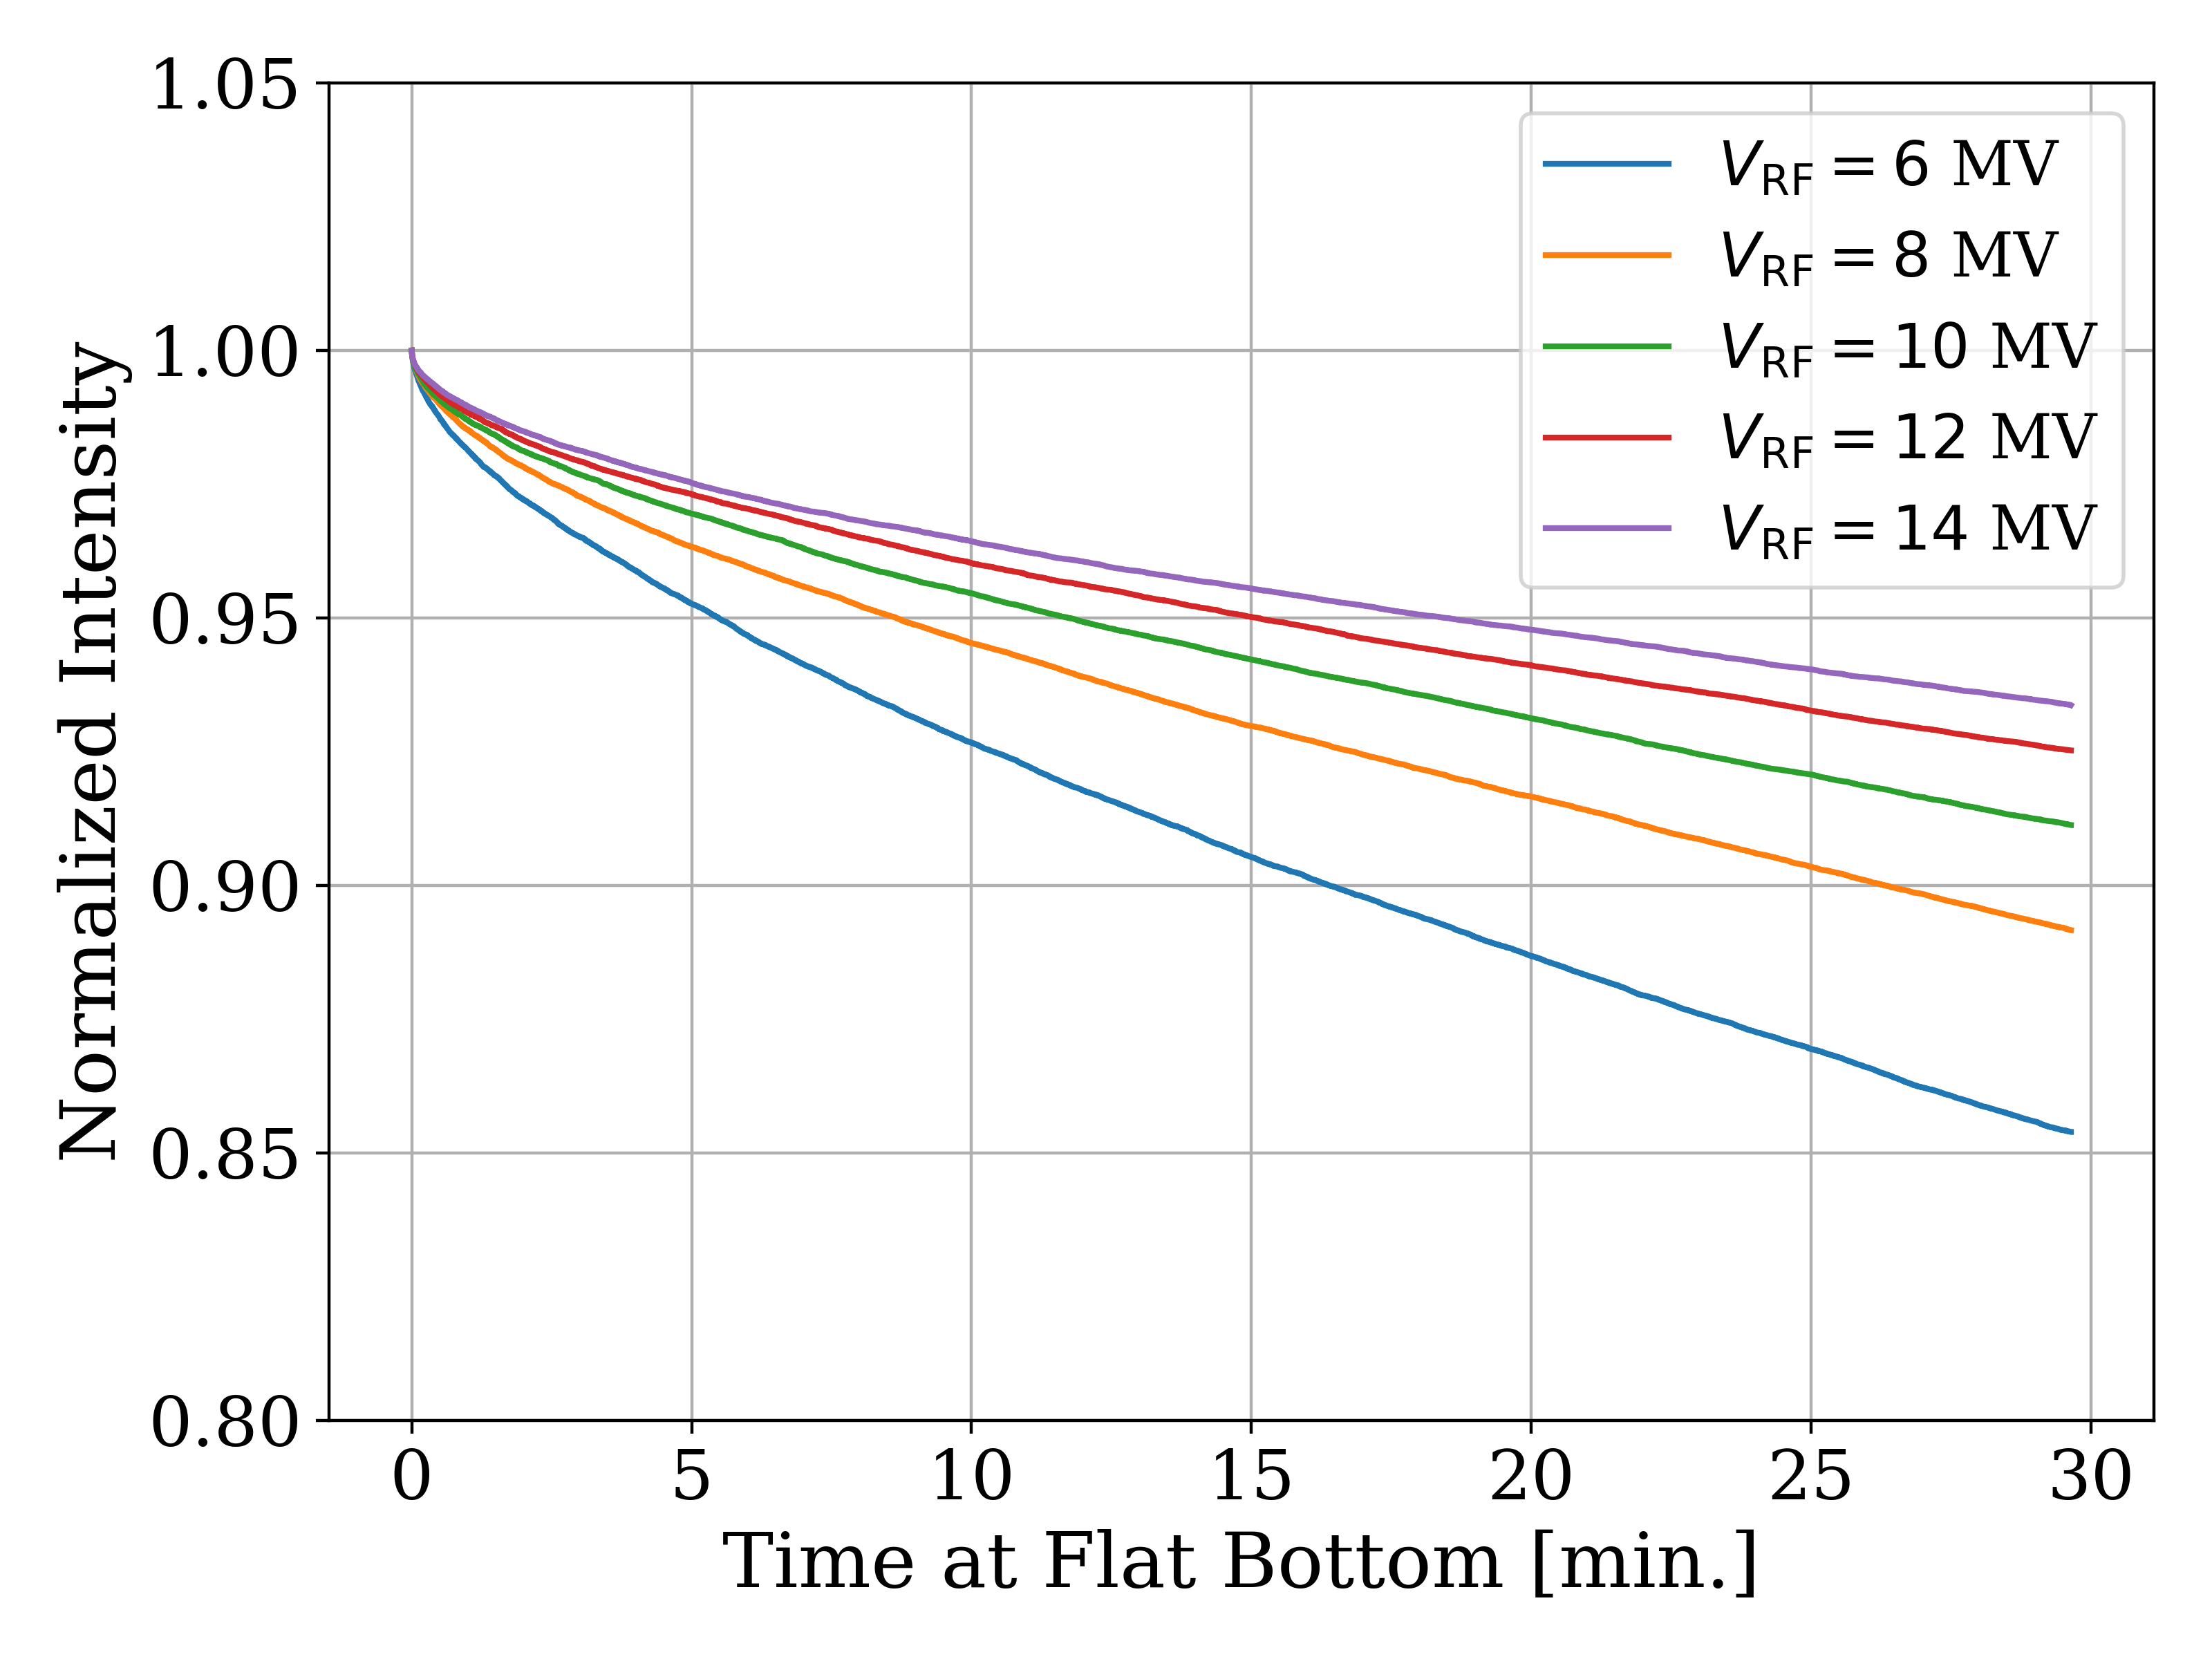 Normalized Intensity
1.05
1.00
0.95
0.90
0.85
0.80
V_RF = 6 MV
V_RF = 8 MV
V_RF = 10 MV
V_RF = 12 MV
V_RF = 14 MV
0 5 10 15 20 25 30
Time at Flat Bottom [min.]